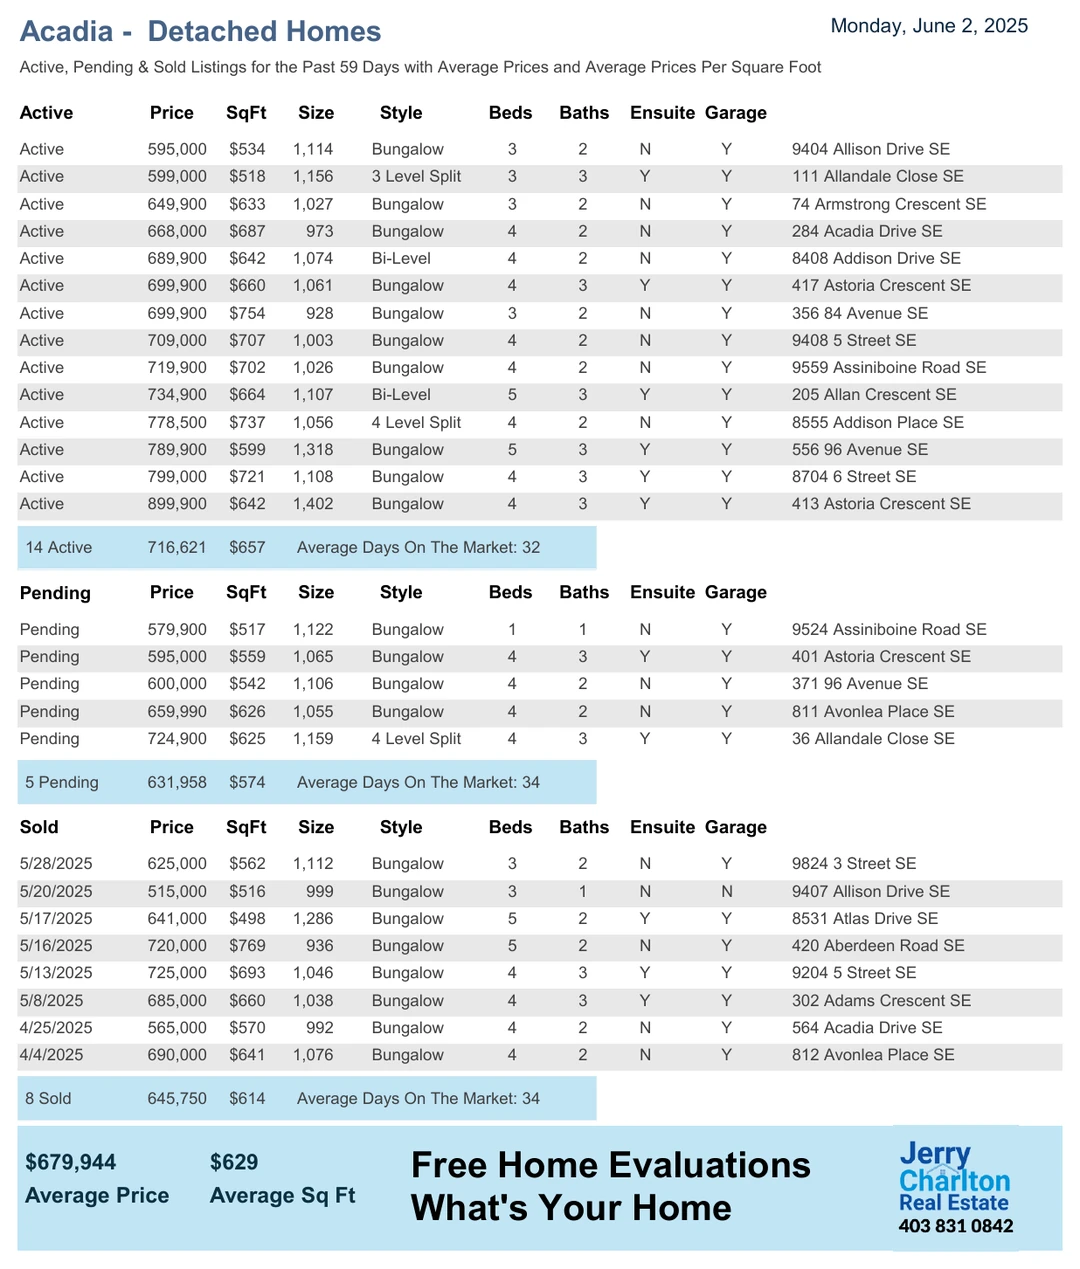 Acadia - Detached Homes
Monday, June 2, 2025
Active, Pending & Sold Listings for the Past 59 Days with Average Prices and Average Prices Per Square Foot
Active Price SqFt Size Style Beds Baths Ensuite Garage
Active 595,000 $534 1,114 Bungalow 3 2 N Y 9404 Allison Drive SE
Active 599,000 $518 1,156 3 Level Split 3 3 Y Y 111 Allandale Close SE
Active 649,900 $633 1,027 Bungalow 3 2 N Y 74 Armstrong Crescent SE
Active 668,000 $687 973 Bungalow 4 2 N Y 284 Acadia Drive SE
Active 689,900 $642 1,074 Bi-Level 4 2 N Y 8408 Addison Drive SE
Active 699,900 $660 1,061 Bungalow 4 3 Y Y 417 Astoria Crescent SE
Active 699,900 $754 928 Bungalow 3 2 N Y 356 84 Avenue SE
Active 709,000 $707 1,003 Bungalow 4 2 N Y 9408 5 Street SE
Active 719,900 $702 1,026 Bungalow 4 2 N Y 9559 Assiniboine Road SE
Active 734,900 $664 1,107 Bi-Level 5 3 Y Y 205 Allan Crescent SE
Active 778,500 $737 1,056 4 Level Split 4 2 N Y 8555 Addison Place SE
Active 789,900 $599 1,318 Bungalow 5 3 Y Y 556 96 Avenue SE
Active 799,000 $721 1,108 Bungalow 4 3 Y Y 8704 6 Street SE
Active 899,900 $642 1,402 Bungalow 4 3 Y Y 413 Astoria Crescent SE
14 Active 716,621 $657 Average Days On The Market: 32
Pending Price SqFt Size Style Beds Baths Ensuite Garage
Pending 579,900 $517 1,122 Bungalow 1 1 N Y 9524 Assiniboine Road SE
Pending 595,000 $559 1,065 Bungalow 4 3 Y Y 401 Astoria Crescent SE
Pending 600,000 $542 1,106 Bungalow 4 2 N Y 371 96 Avenue SE
Pending 659,990 $626 1,055 Bungalow 4 2 N Y 811 Avonlea Place SE
Pending 724,900 $625 1,159 4 Level Split 4 3 Y Y 36 Allandale Close SE
5 Pending 631,958 $574 Average Days On The Market: 34
Sold Price SqFt Size Style Beds Baths Ensuite Garage
5/28/2025 625,000 $562 1,112 Bungalow 3 2 N Y 9824 3 Street SE
5/20/2025 515,000 $516 999 Bungalow 3 1 N N 9407 Allison Drive SE
5/17/2025 641,000 $498 1,286 Bungalow 5 2 Y Y 8531 Atlas Drive SE
5/16/2025 720,000 $769 936 Bungalow 5 2 N Y 420 Aberdeen Road SE
5/13/2025 725,000 $693 1,046 Bungalow 4 3 Y Y 9204 5 Street SE
5/8/2025 685,000 $660 1,038 Bungalow 4 3 Y Y 302 Adams Crescent SE
4/25/2025 565,000 $570 992 Bungalow 4 2 N Y 564 Acadia Drive SE
4/4/2025 690,000 $641 1,076 Bungalow 4 2 N Y 812 Avonlea Place SE
8 Sold 645,750 $614 Average Days On The Market: 34
$679,944 $629
Average Price Average Sq Ft
Free Home Evaluations
What's Your Home
Jerry
Charlton
Real Estate
403 831 0842